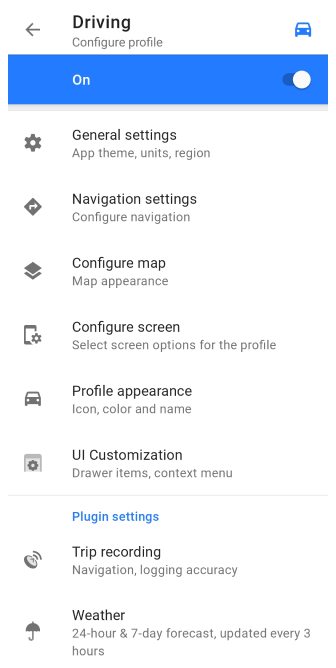 Driving
Configure profile
On
General settings
App theme, units, region
Navigation settings
Configure navigation
Configure map
Map appearance
Configure screen
Select screen options for the profile
Profile appearance
Icon, color and name
UI Customization
Drawer items, context menu
Plugin settings
Trip recording
Navigation, logging accuracy
Weather
24-hour & 7-day forecast, updated every 3
hours